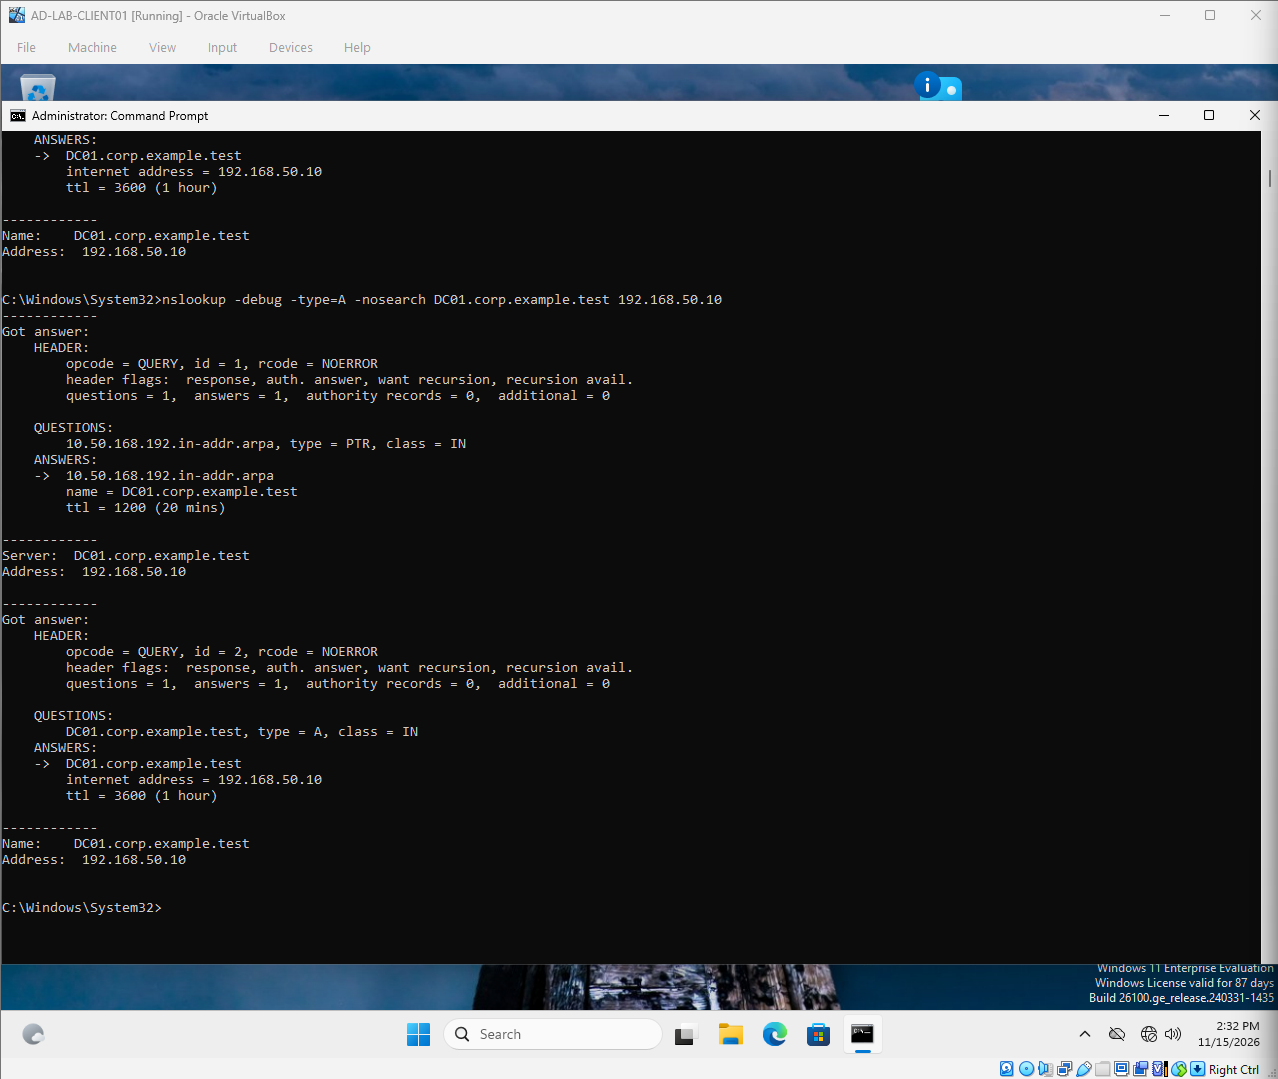 AD-LAB-CLIENT01 [Running] - Oracle VirtualBox
File Machine View Input Devices Help
Administrator: Command Prompt
ANSWERS:
->  DC01.corp.example.test
internet address = 192.168.50.10
ttl = 3600 (1 hour)
------------
Name:    DC01.corp.example.test
Address:  192.168.50.10
C:\Windows\System32>nslookup -debug -type=A -nosearch DC01.corp.example.test 192.168.50.10
------------
Got answer:
HEADER:
opcode = QUERY, id = 1, rcode = NOERROR
header flags:  response, auth. answer, want recursion, recursion avail.
questions = 1,  answers = 1,  authority records = 0,  additional = 0
QUESTIONS:
10.50.168.192.in-addr.arpa, type = PTR, class = IN
ANSWERS:
->  10.50.168.192.in-addr.arpa
name = DC01.corp.example.test
ttl = 1200 (20 mins)
------------
Server:  DC01.corp.example.test
Address:  192.168.50.10
------------
Got answer:
HEADER:
opcode = QUERY, id = 2, rcode = NOERROR
header flags:  response, auth. answer, want recursion, recursion avail.
questions = 1,  answers = 1,  authority records = 0,  additional = 0
QUESTIONS:
DC01.corp.example.test, type = A, class = IN
ANSWERS:
->  DC01.corp.example.test
internet address = 192.168.50.10
ttl = 3600 (1 hour)
------------
Name:    DC01.corp.example.test
Address:  192.168.50.10
C:\Windows\System32>
Windows 11 Enterprise Evaluation
Windows License valid for 87 days
Build 26100.ge_release.240331-1435
Search
2:32 PM
11/15/2026
Right Ctrl